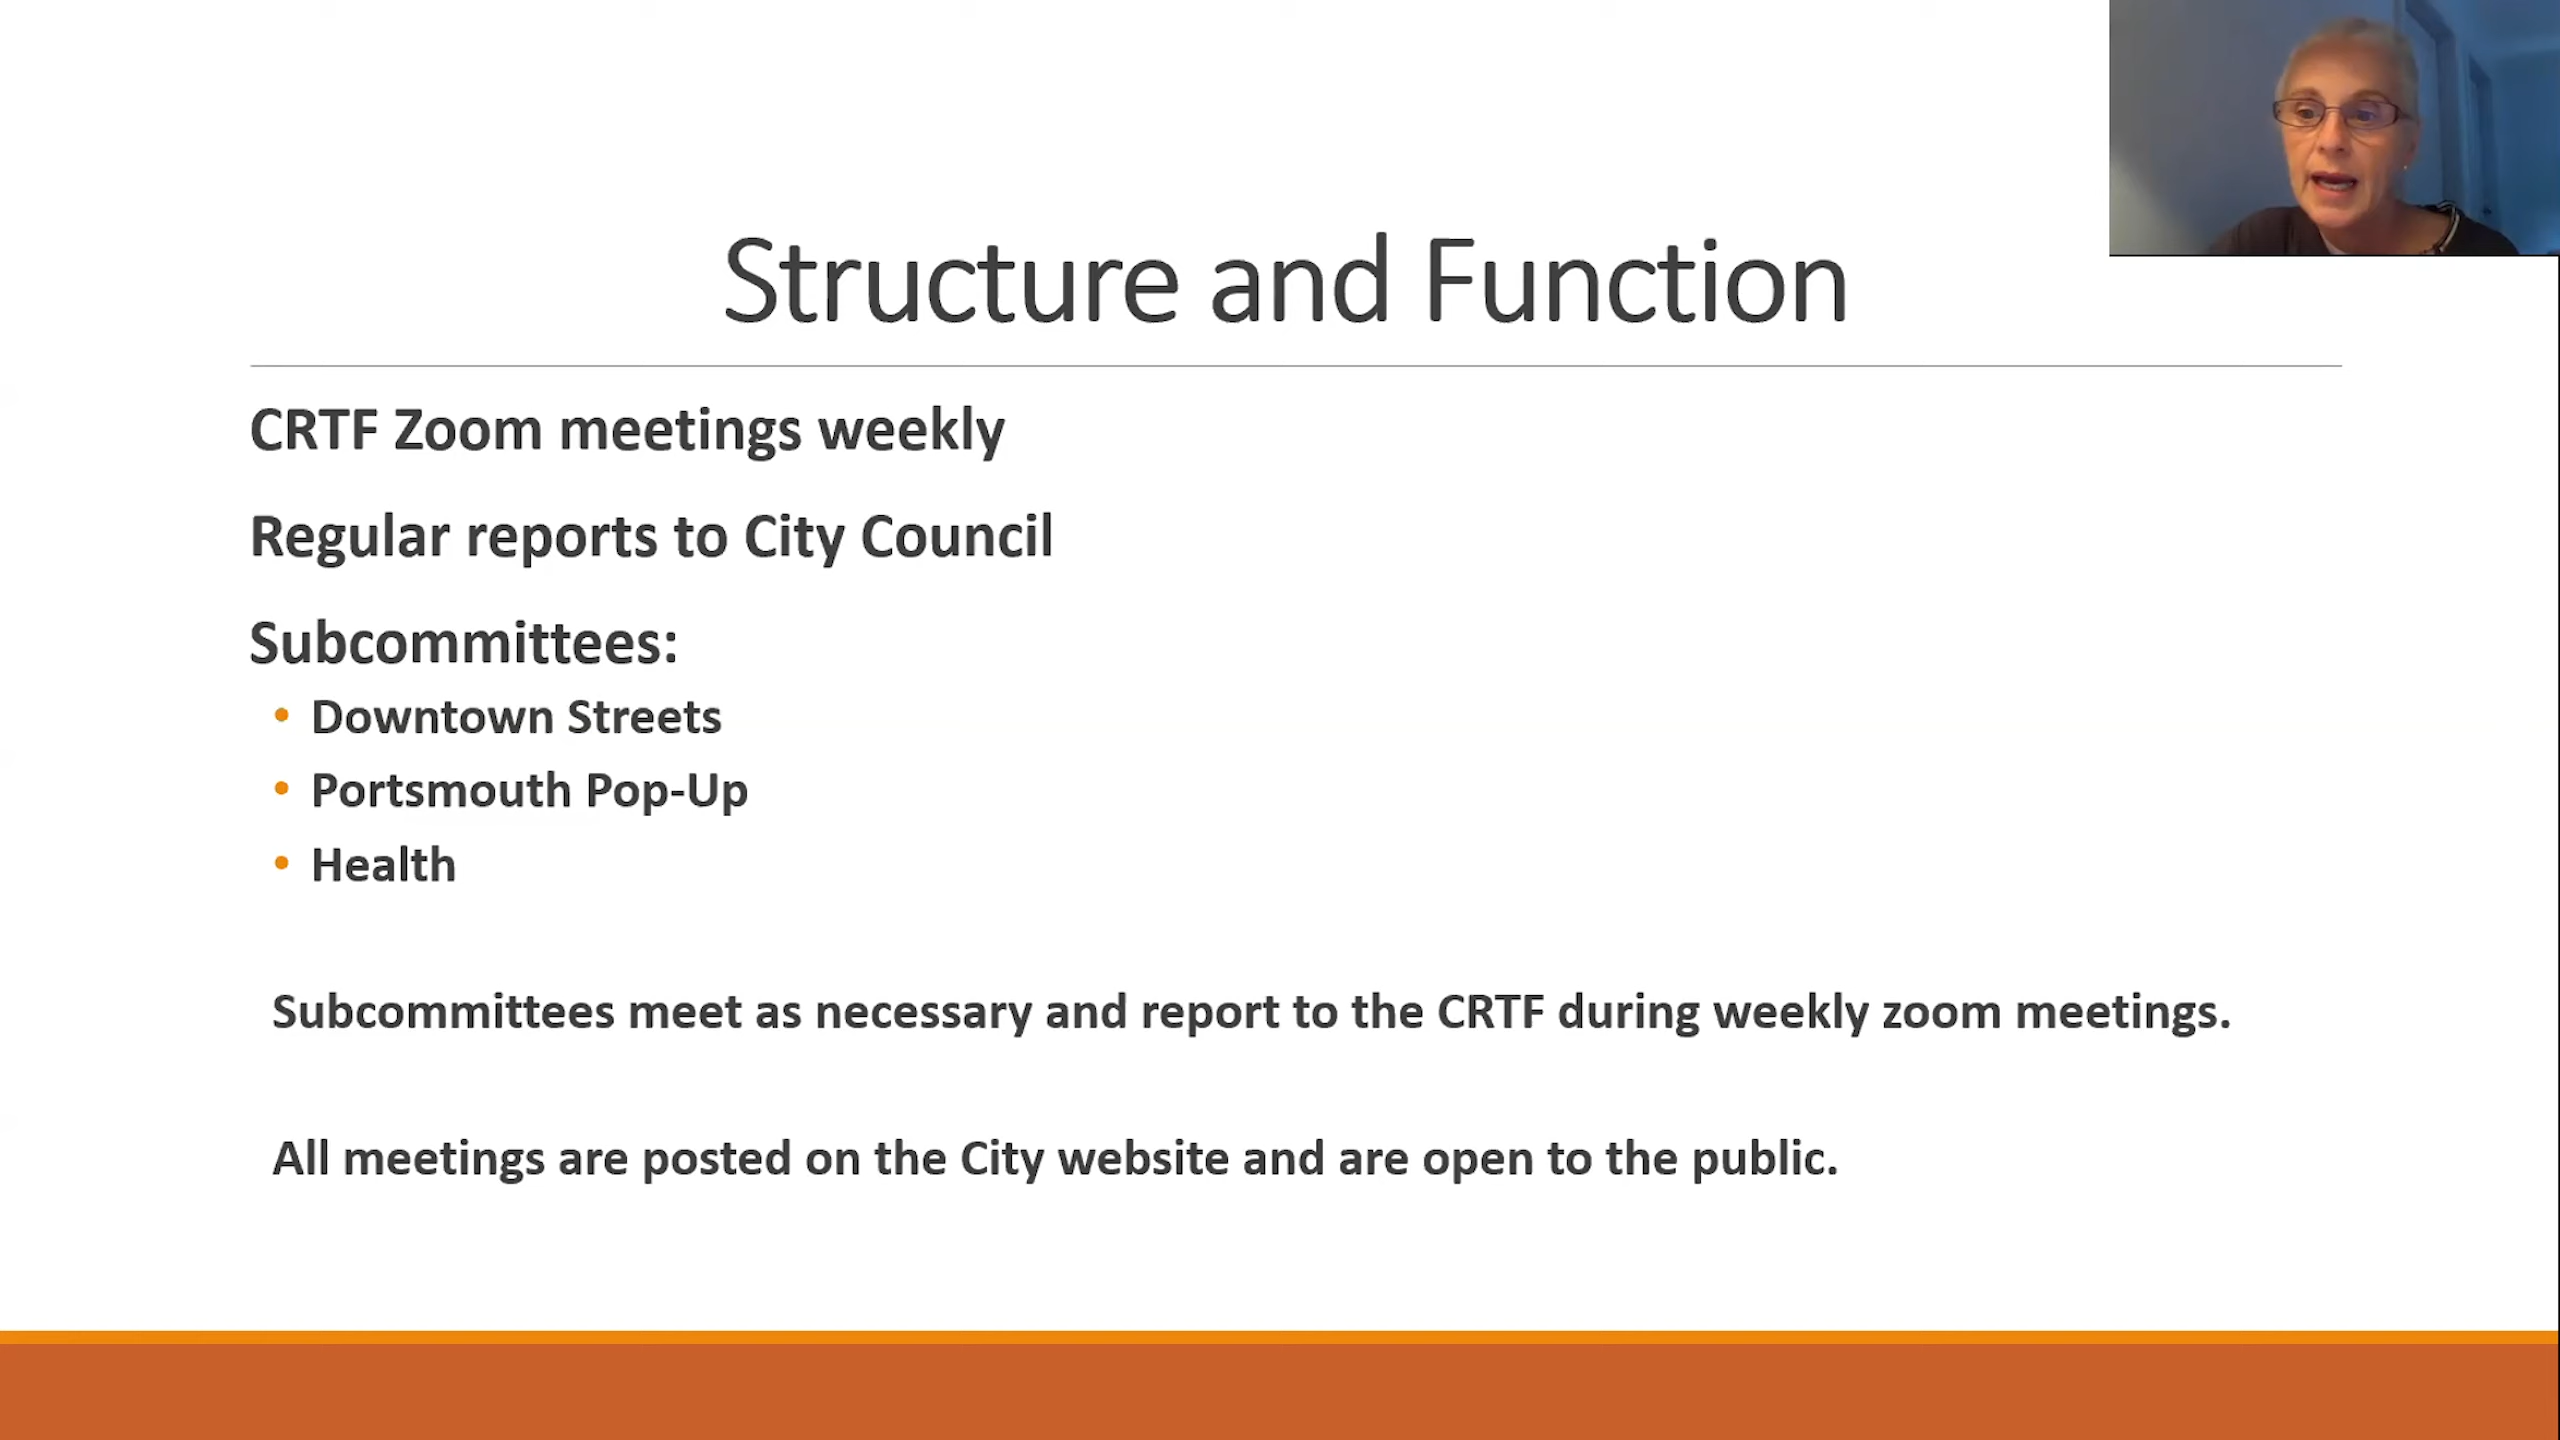 Structure and Function
CRTF Zoom meetings weekly
Regular reports to City Council
Subcommittees:
• Downtown Streets
• Portsmouth Pop-Up
• Health
Subcommittees meet as necessary and report to the CRTF during weekly zoom meetings.
All meetings are posted on the City website and are open to the public.